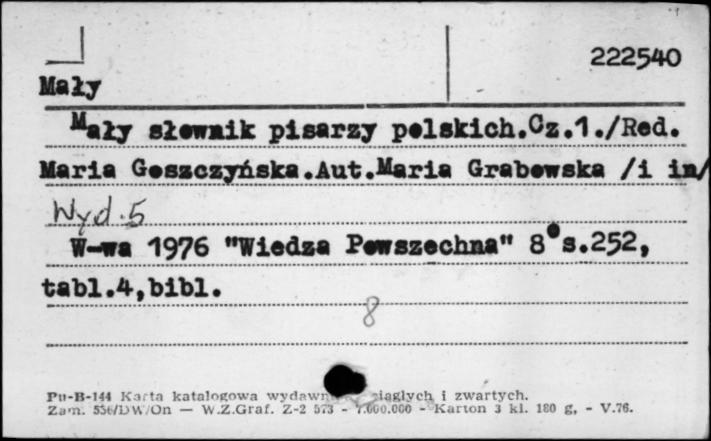 222540
Mały
Mały słownik pisarzy polskich.Cz.1./Red.
Maria Goszczyńska.Aut.Maria Grabowska /i in/
Wyd.5
W-wa 1976 "Wiedza Powszechna" 8° s.252,
tabl.4,bibl.
8
Pu-B-144 Karta katalogowa wydawn ciągłych i zwartych.
Zam. 556/DW/On — W.Z.Graf. Z-2 573 - 7.000.000 - Karton 3 kl. 180 g, - V.76.